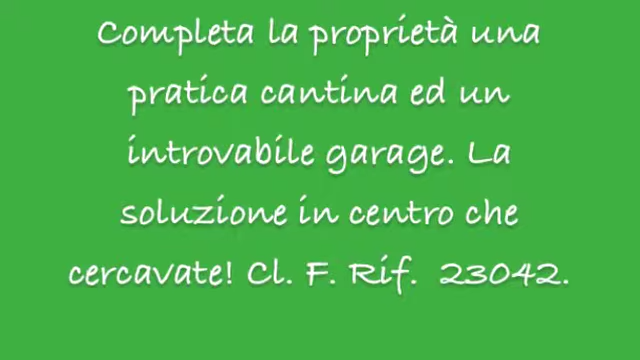 Completa la proprietà una
pratica cantina ed un
introvabile garage. La
soluzione in centro che
cercavate! Cl. F. Rif. 23042.